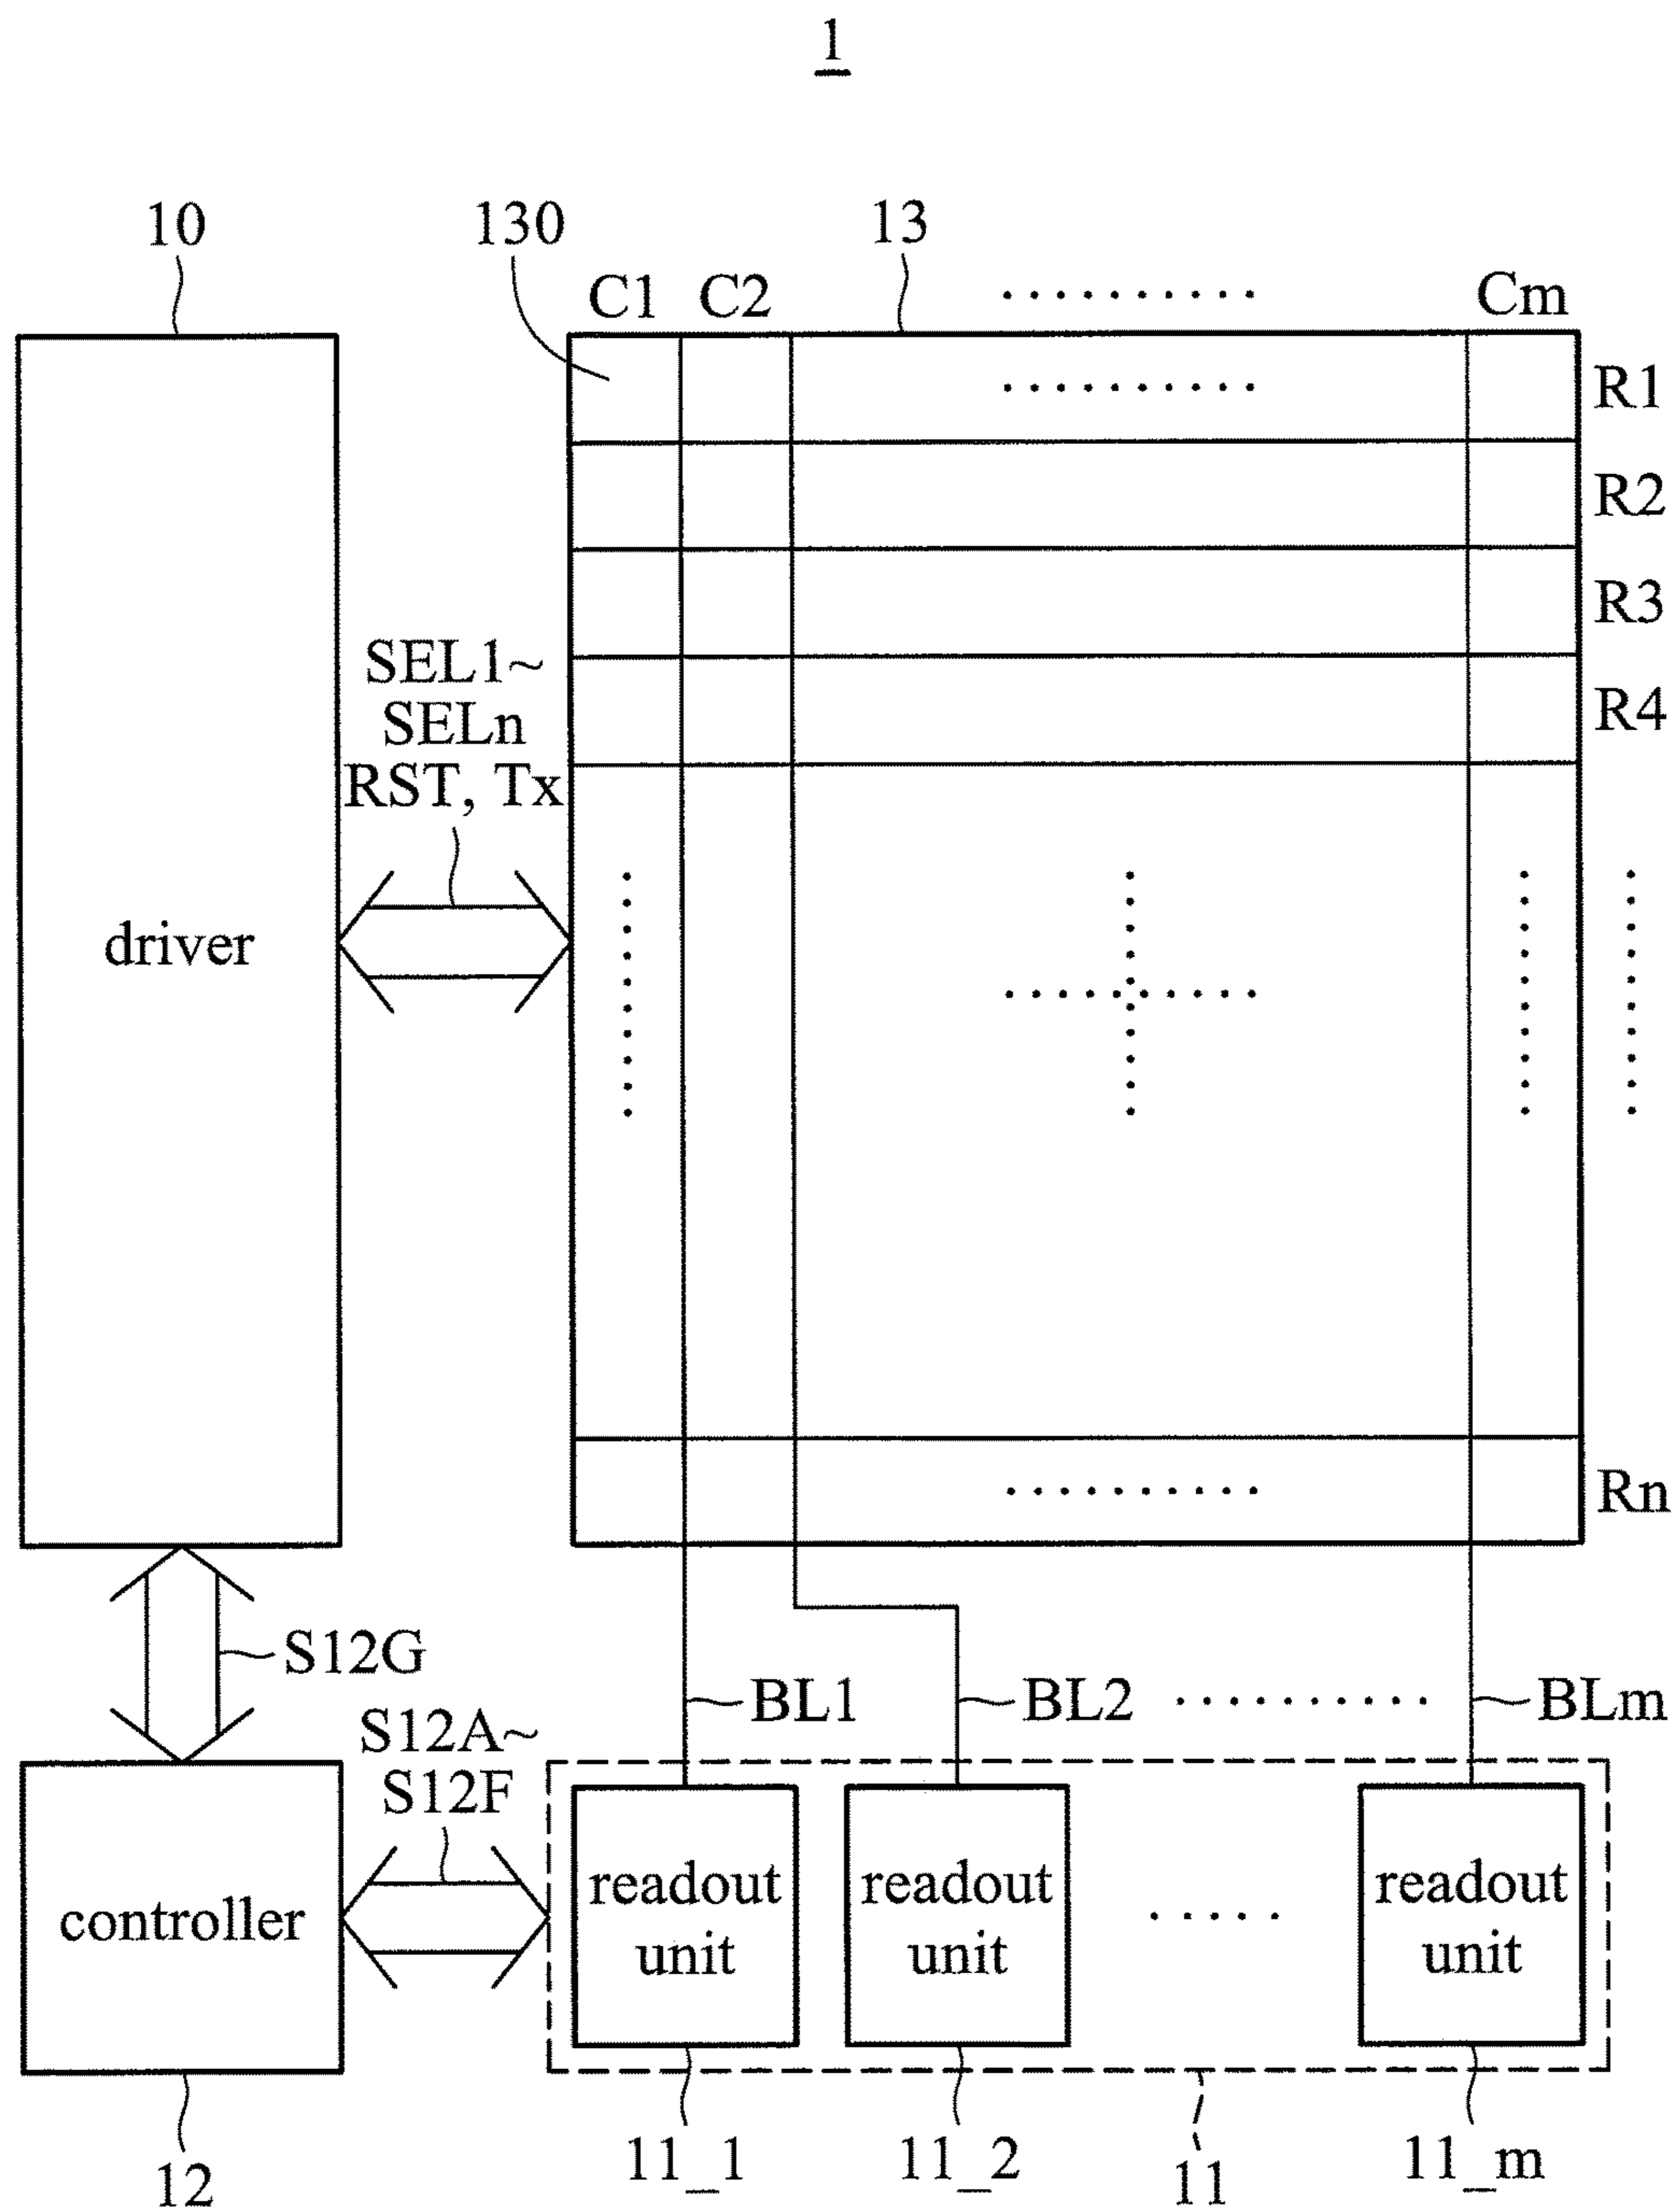 1
10
130
13
C1
C2
..........
Cm
..........
R1
R2
R3
SEL1~
SELn
RST, Tx
R4
driver
..........
Rn
S12G
BL1
BL2
..........
BLm
S12A~
S12F
controller
readout
unit
readout
unit
.....
readout
unit
12
11_1
11_2
11
11_m